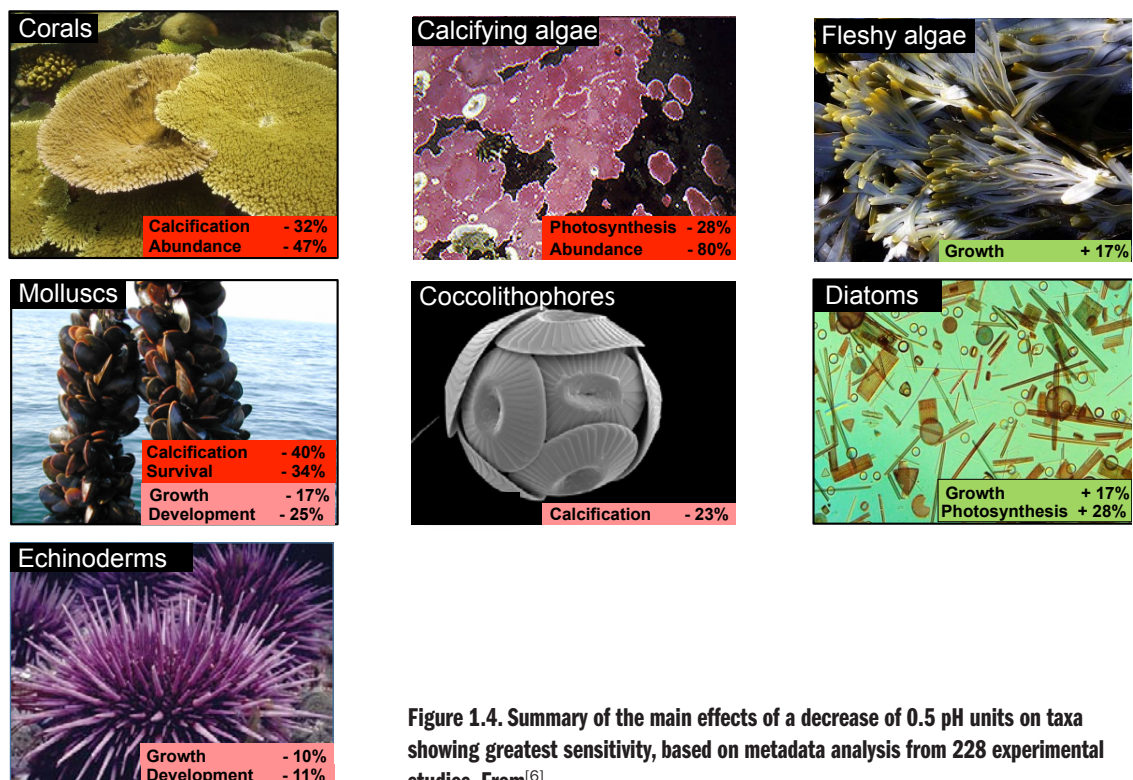 Corals
Calcification - 32%
Abundance - 47%
Calcifying algae
Photosynthesis - 28%
Abundance - 80%
Fleshy algae
Growth + 17%
Molluscs
Calcification - 40%
Survival - 34%
Growth - 17%
Development - 25%
Coccolithophores
Calcification - 23%
Diatoms
Growth + 17%
Photosynthesis + 28%
Echinoderms
Growth - 10%
Development - 11%
Figure 1.4. Summary of the main effects of a decrease of 0.5 pH units on taxa
showing greatest sensitivity, based on metadata analysis from 228 experimental
studies. From[6]